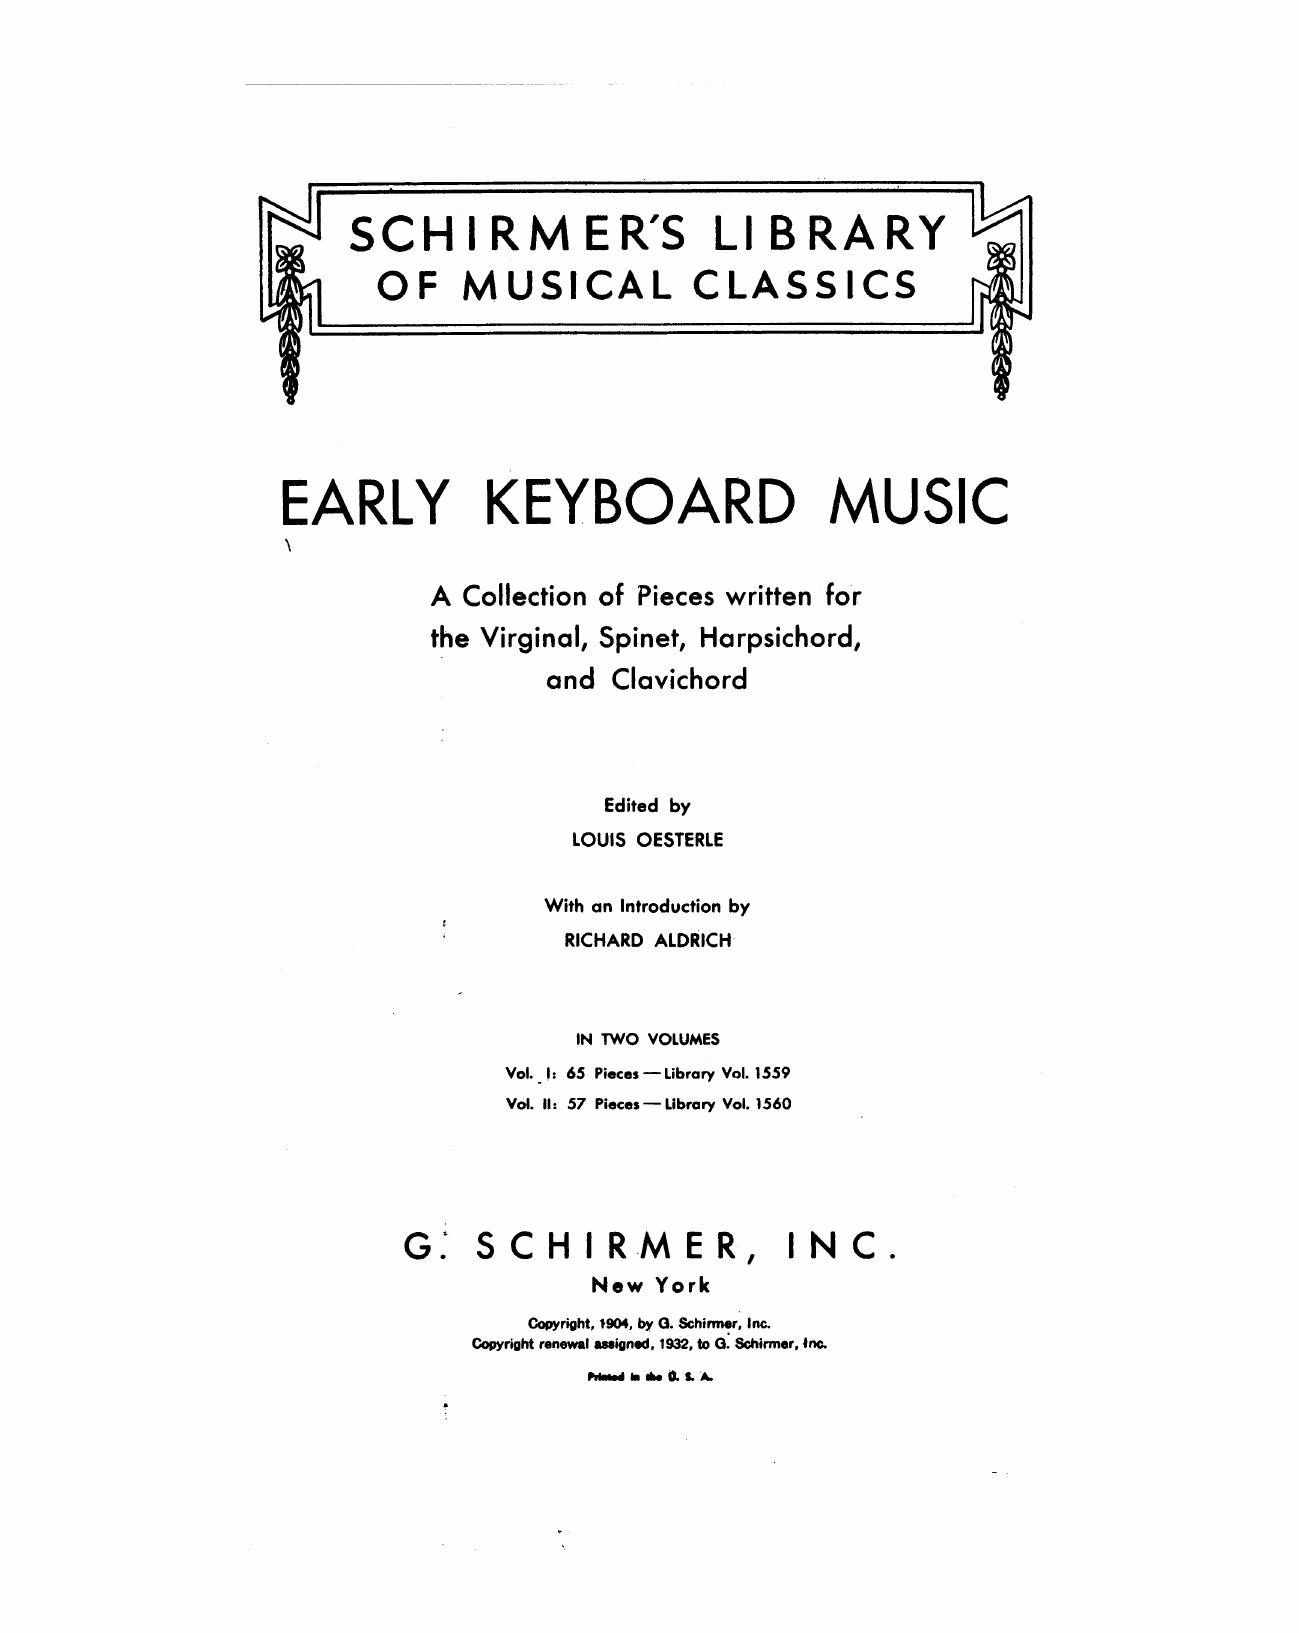 SCHIRMER'S LIBRARY
OF MUSICAL CLASSICS
EARLY KEYBOARD MUSIC
A Collection of Pieces written for
the Virginal, Spinet, Harpsichord,
and Clavichord
Edited by
LOUIS OESTERLE
With an Introduction by
RICHARD ALDRICH
IN TWO VOLUMES
Vol. I: 65 Pieces — Library Vol. 1559
Vol. II: 57 Pieces — Library Vol. 1560
G. SCHIRMER, INC.
New York
Copyright, 1904, by G. Schirmer, Inc.
Copyright renewal assigned, 1932, to G. Schirmer, Inc.
Printed in the U. S. A.